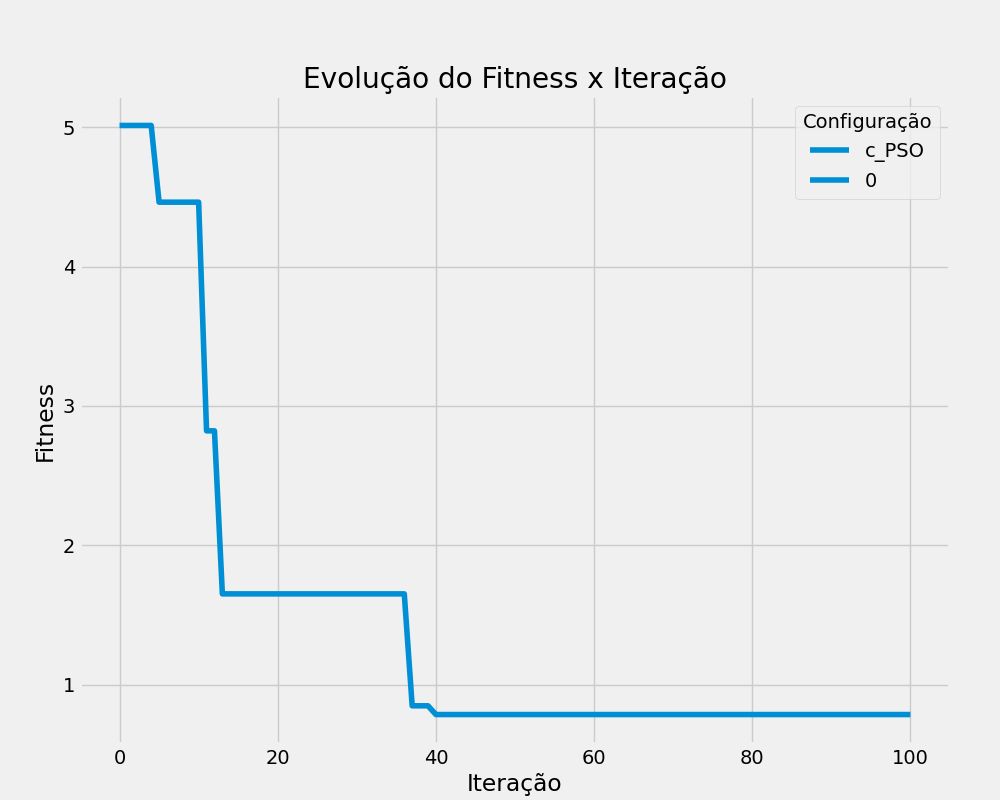 Evolução do Fitness x Iteração
Configuração
c_PSO
0
Fitness
5
4
3
2
1
0 20 40 60 80 100
Iteração